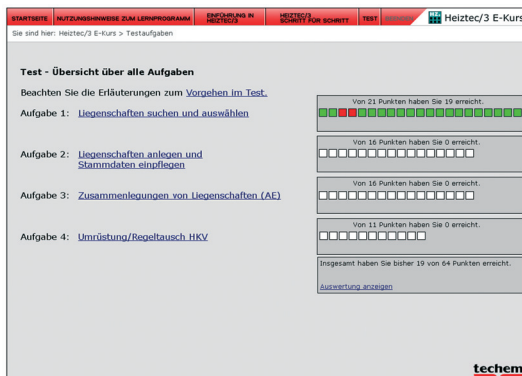 STARTSEITE NUTZUNGSHINWEISE ZUM LERNPROGRAMM EINFÜHRUNG IN HEIZTEC/3 HEIZTEC/3 SCHRITT FÜR SCHRITT TEST Heiztec/3 E-Kurs
Sie sind hier: Heiztec/3 E-Kurs > Testaufgaben
Test - Übersicht über alle Aufgaben
Beachten Sie die Erläuterungen zum Vorgehen im Test.
Von 21 Punkten haben Sie 19 erreicht.
Aufgabe 1: Liegenschaften suchen und auswählen
Von 16 Punkten haben Sie 0 erreicht.
Aufgabe 2: Liegenschaften anlegen und
Stammdaten einpflegen
Von 16 Punkten haben Sie 0 erreicht.
Aufgabe 3: Zusammenlegungen von Liegenschaften (AE)
Von 11 Punkten haben Sie 0 erreicht.
Aufgabe 4: Umrüstung/Regeltausch HKV
Insgesamt haben Sie bisher 19 von 64 Punkten erreicht.
Auswertung anzeigen
techem